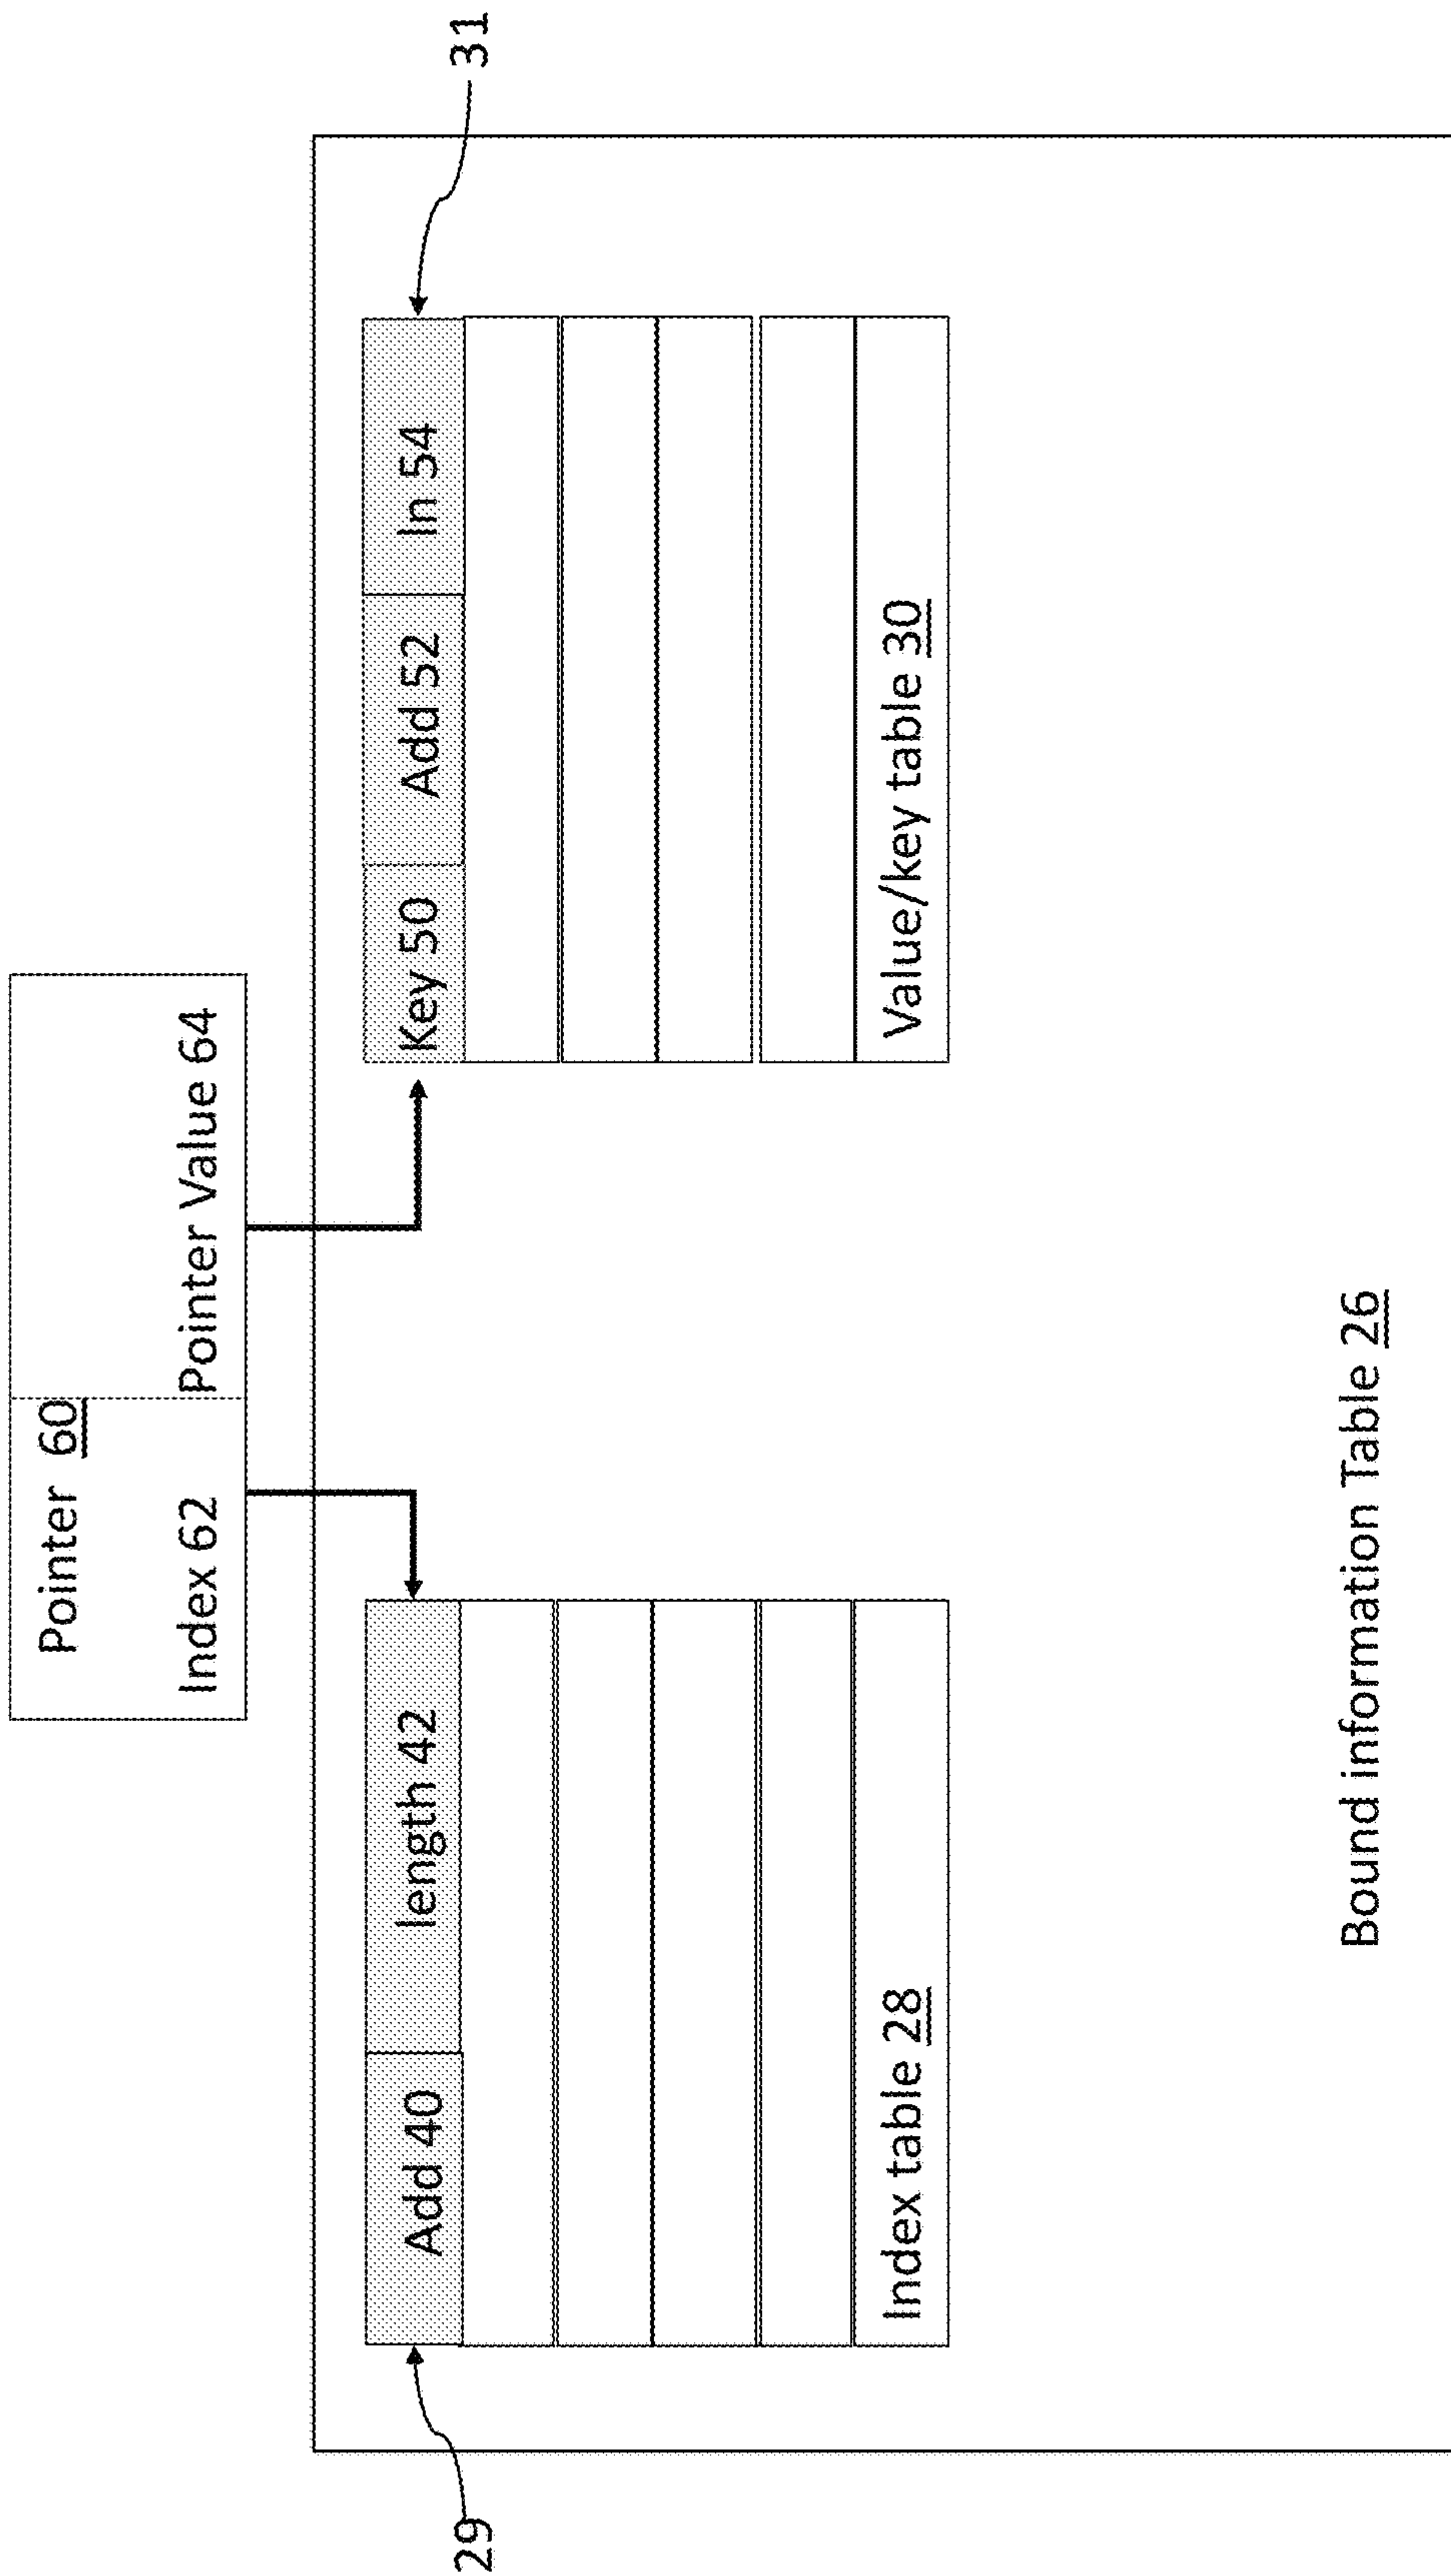 Pointer 60
Index 62
Pointer Value 64
29
31
Add 40
length 42
Key 50
Add 52
In 54
Index table 28
Value/key table 30
Bound information Table 26